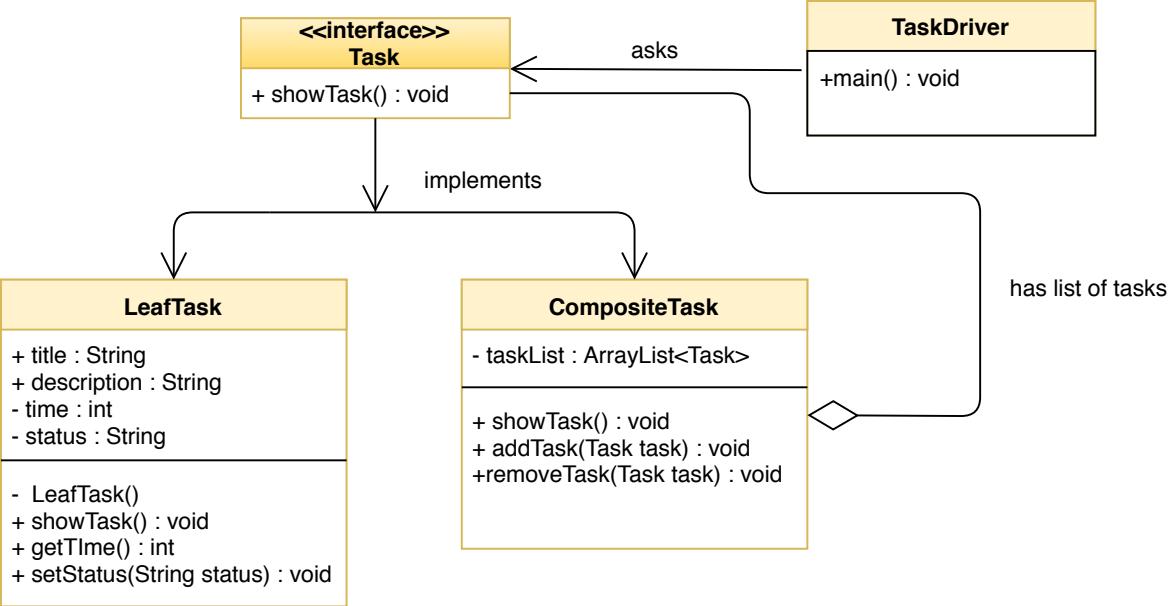 <<interface>>
Task
+ showTask() : void
asks
TaskDriver
+main() : void
implements
has list of tasks
LeafTask
+ title : String
+ description : String
- time : int
- status : String
- LeafTask()
+ showTask() : void
+ getTIme() : int
+ setStatus(String status) : void
CompositeTask
- taskList : ArrayList<Task>
+ showTask() : void
+ addTask(Task task) : void
+removeTask(Task task) : void